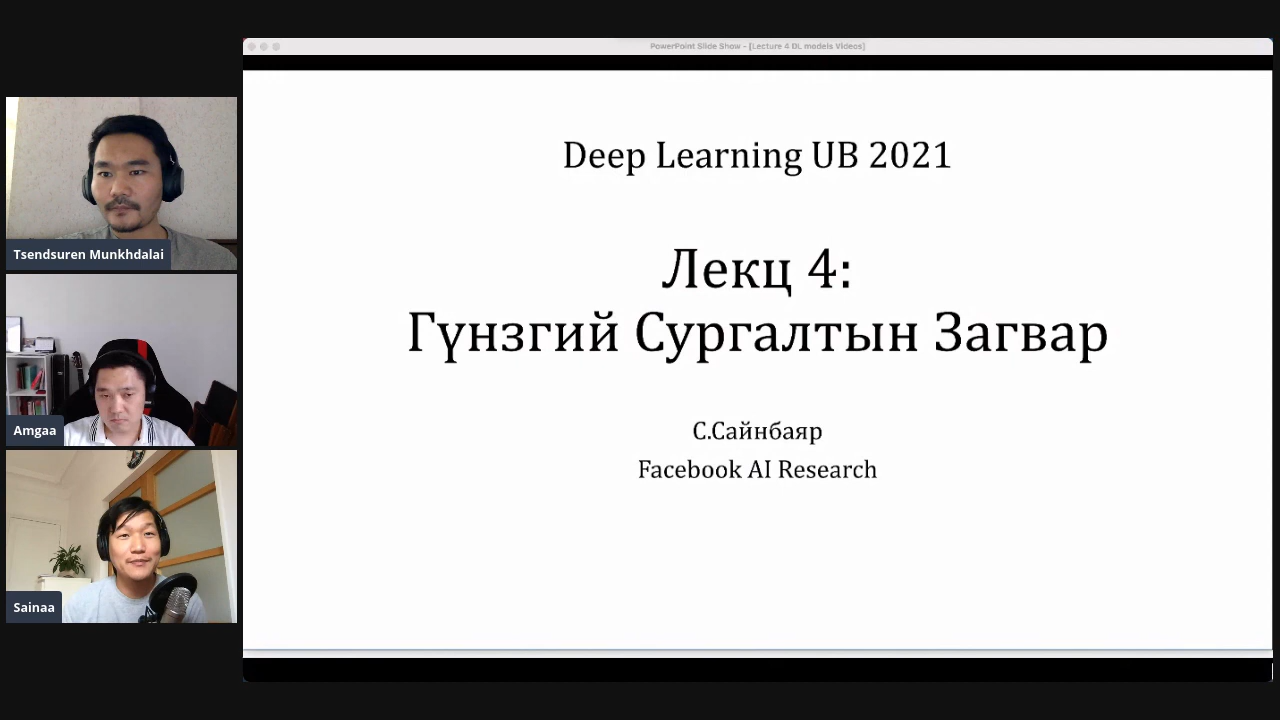 PowerPoint Slide Show - [Lecture 4 DL models Videos]
Deep Learning UB 2021
Лекц 4:
Гүнзгий Сургалтын Загвар
С.Сайнбаяр
Facebook AI Research
Tsendsuren Munkhdalai
Amgaa
Sainaa